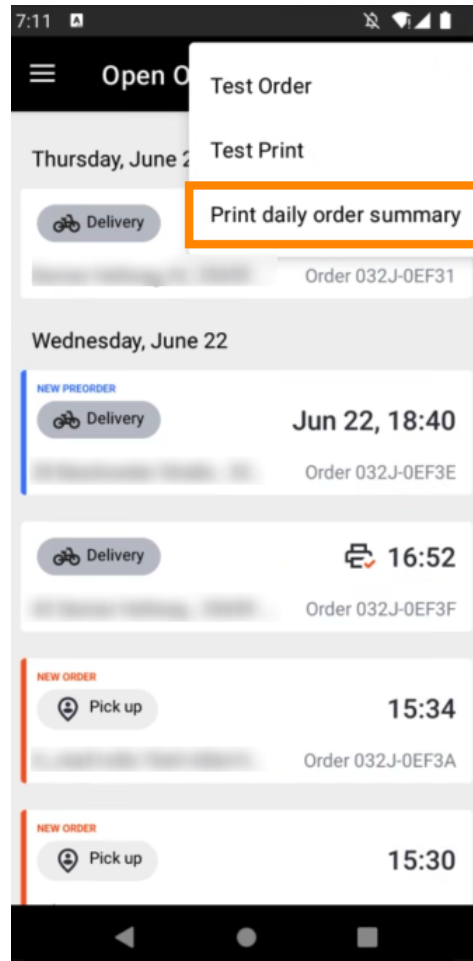 7:11 A
Open O
Test Order
Test Print
Print daily order summary
Thursday, June 2
Delivery
Order 032J-0EF31
Wednesday, June 22
NEW PREORDER
Delivery
Jun 22, 18:40
Order 032J-0EF3E
Delivery
16:52
Order 032J-0EF3F
NEW ORDER
Pick up
15:34
Order 032J-0EF3A
NEW ORDER
Pick up
15:30